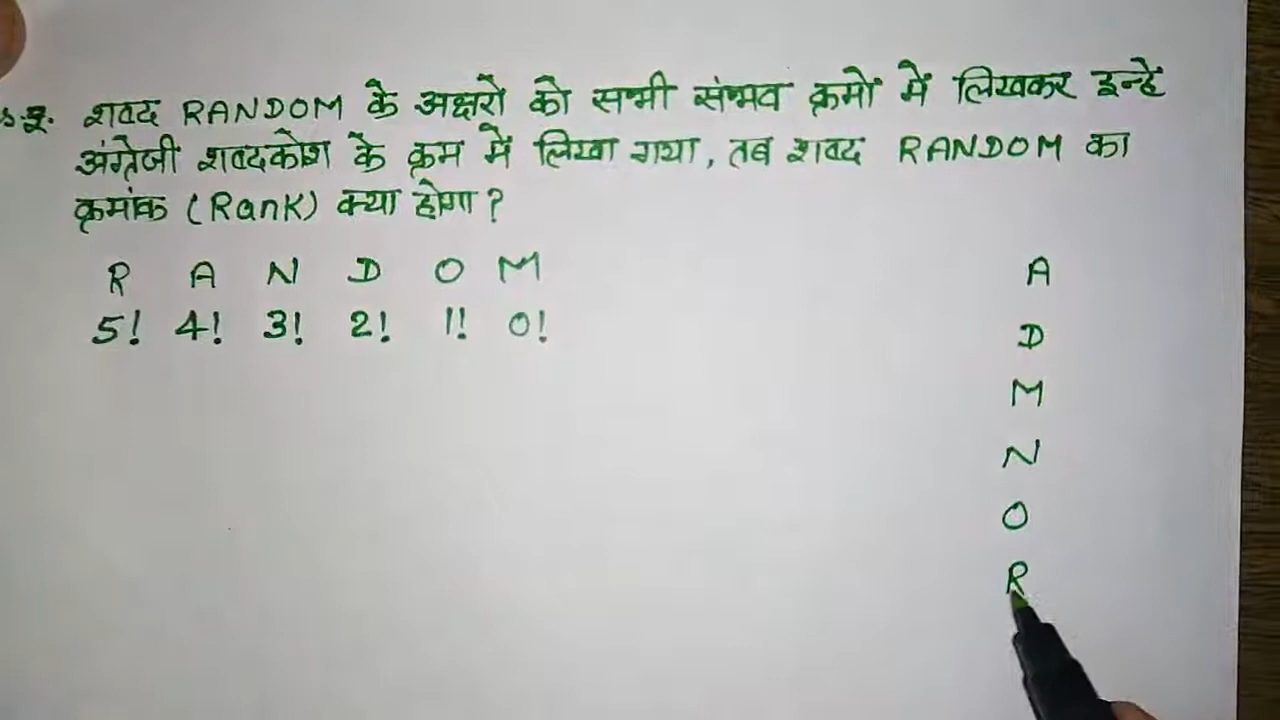 शब्द RANDOM के अक्षरों को सभी संभव क्रमों में लिखकर इन्हे
अंग्रेजी शब्दकोश के क्रम में लिखा गया, तब शब्द RANDOM का
क्रमांक (Rank) क्या होगा?
R A N D O M
5! 4! 3! 2! 1! 0!
A
D
M
N
O
R